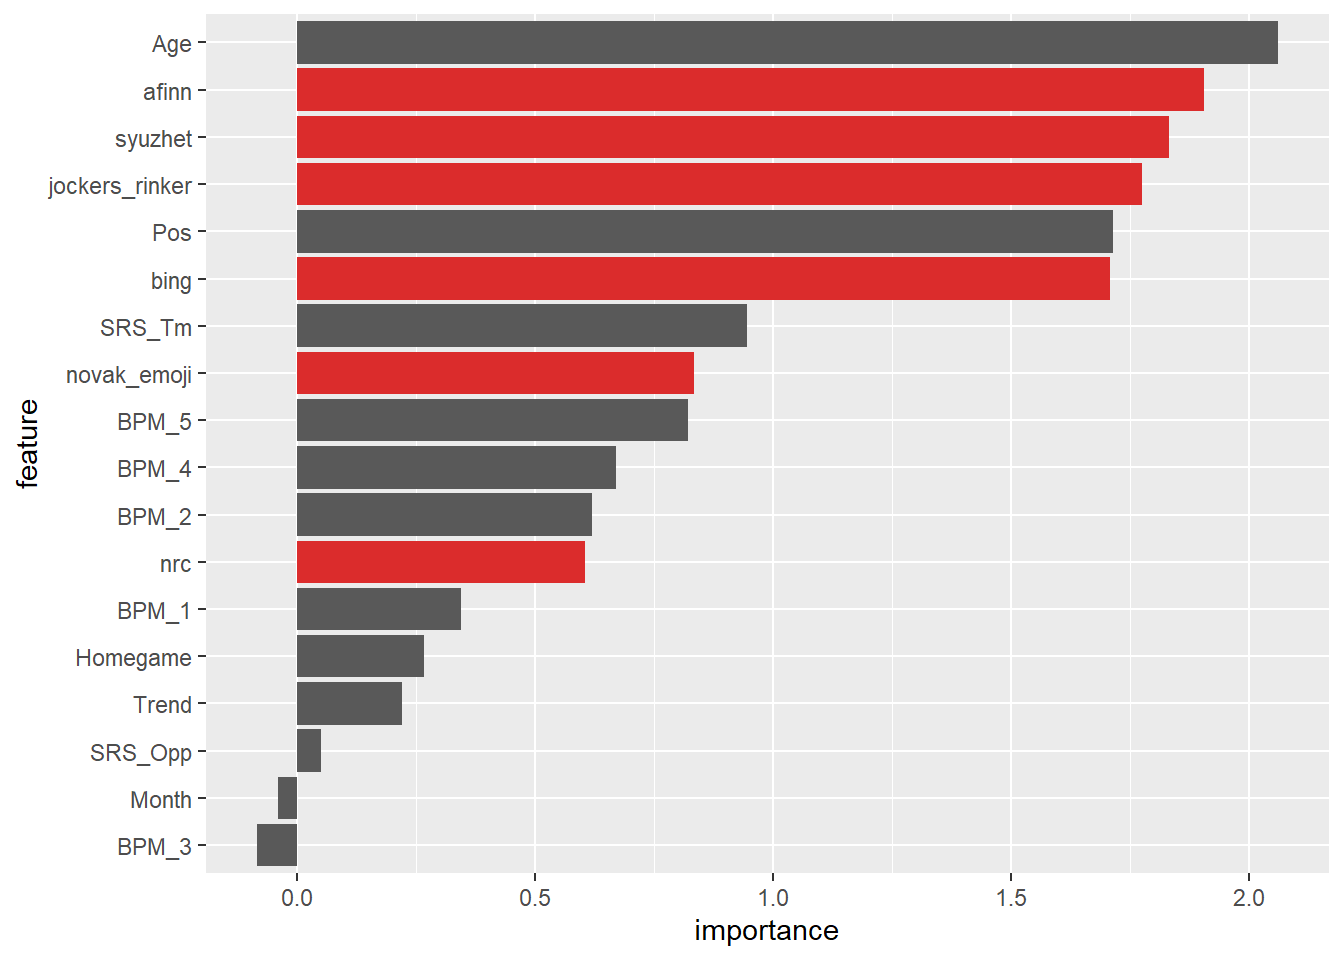 Age
afinn
syuzhet
jockers_rinker
Pos
bing
SRS_Tm
novak_emoji
BPM_5
BPM_4
BPM_2
nrc
BPM_1
Homegame
Trend
SRS_Opp
Month
BPM_3
feature
0.0 0.5 1.0 1.5 2.0
importance